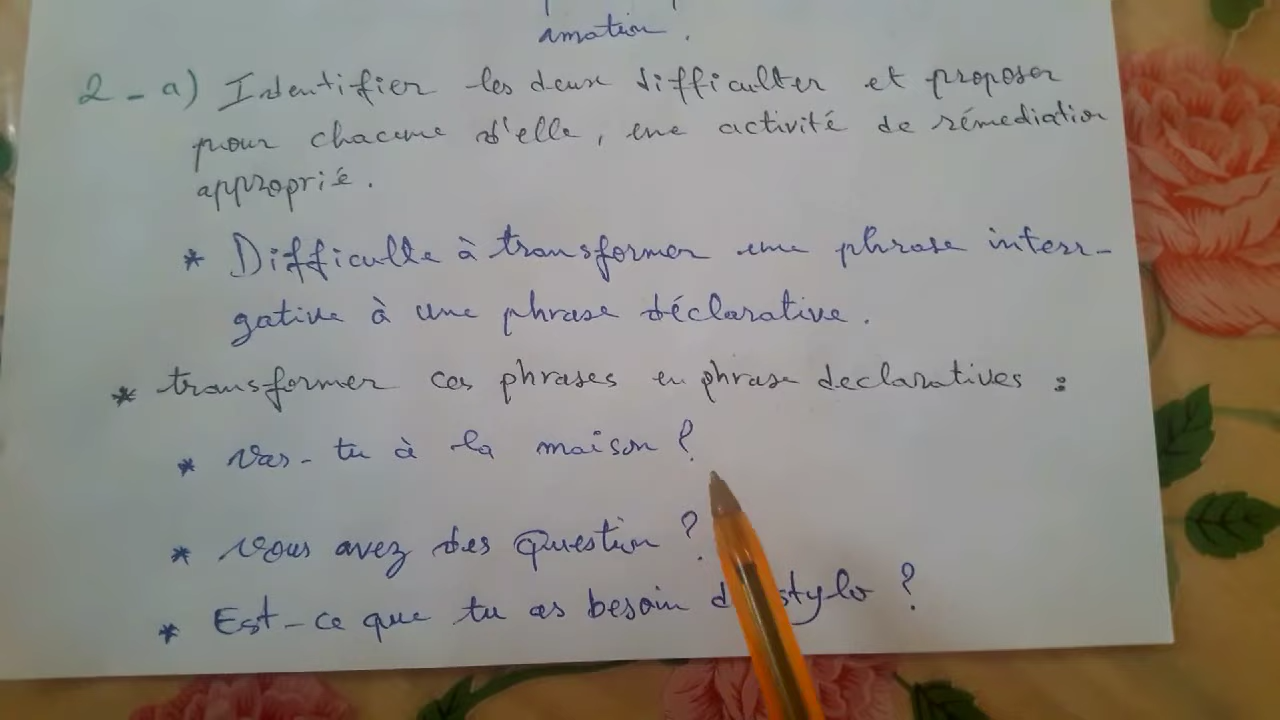 amation.
2-a) Identifier les deux difficulter et proposer
pour chacune d'elle, une activité de rémediation
approprié.
* Difficulte à transformer une phrase interr-
gative à une phrase déclarative.
* transformer ces phrases en phrase declaratives :
* Vas-tu à la maison ?
* Vous avez des question ?
* Est-ce que tu as besoin stylo ?